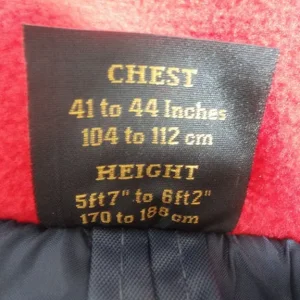 CHEST
41 to 44 Inches
104 to 112 cm
HEIGHT
5ft7" to 6ft2"
170 to 188 cm